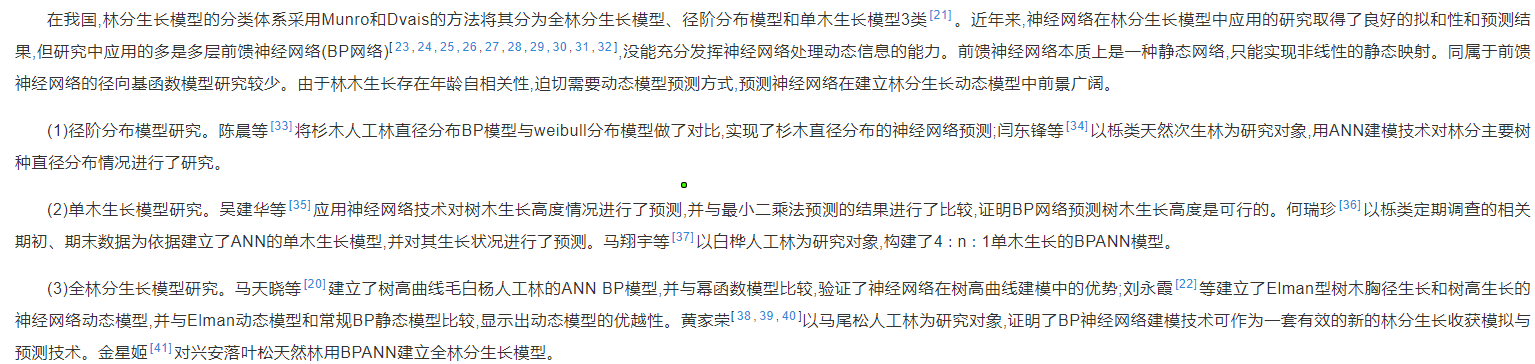 在我国,林分生长模型的分类体系采用Munro和Dvais的方法将其分为全林分生长模型、径阶分布模型和单木生长模型3类[21]。近年来,神经网络在林分生长模型中应用的研究取得了良好的拟和性和预测结
果,但研究中应用的多是多层前馈神经网络(BP网络)[23,24,25,26,27,28,29,30,31,32],没能充分发挥神经网络处理动态信息的能力。前馈神经网络本质上是一种静态网络,只能实现非线性的静态映射。同属于前馈
神经网络的径向基函数模型研究较少。由于林木生长存在年龄自相关性,迫切需要动态模型预测方式,预测神经网络在建立林分生长动态模型中前景广阔。
(1)径阶分布模型研究。陈晨等[33]将杉木人工林直径分布BP模型与weibull分布模型做了对比,实现了杉木直径分布的神经网络预测;闫东锋等[34]以栎类天然次生林为研究对象,用ANN建模技术对林分主要树
种直径分布情况进行了研究。
(2)单木生长模型研究。吴建华等[35]应用神经网络技术对树木生长高度情况进行了预测,并与最小二乘法预测的结果进行了比较,证明BP网络预测树木生长高度是可行的。何瑞珍[36]以栎类定期调查的相关
期初、期末数据为依据建立了ANN的单木生长模型,并对其生长状况进行了预测。马翔宇等[37]以白桦人工林为研究对象,构建了4:n:1单木生长的BPANN模型。
(3)全林分生长模型研究。马天晓等[20]建立了树高曲线毛白杨人工林的ANN BP模型,并与幂函数模型比较,验证了神经网络在树高曲线建模中的优势;刘永霞[22]等建立了Elman型树木胸径生长和树高生长的
神经网络动态模型,并与Elman动态模型和常规BP静态模型比较,显示出动态模型的优越性。黄家荣[38,39,40]以马尾松人工林为研究对象,证明了BP神经网络建模技术可作为一套有效的新的林分生长收获模拟与
预测技术。金星姬[41]对兴安落叶松天然林用BPANN建立全林分生长模型。